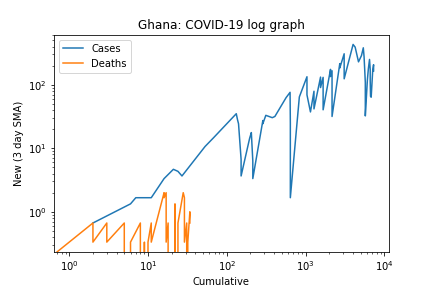 Ghana: COVID-19 log graph
Cases
Deaths
New (3 day SMA)
10²
10¹
10⁰
10⁰ 10¹ 10² 10³ 10⁴
Cumulative